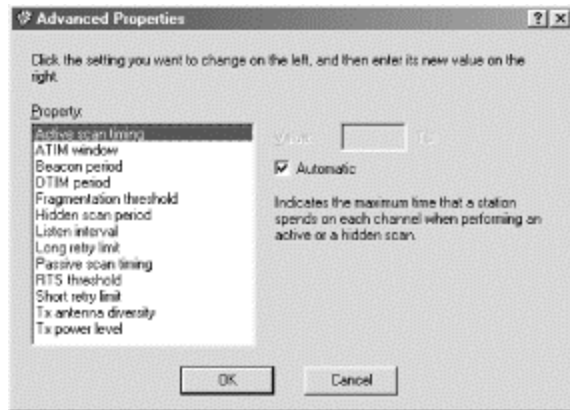 Advanced Properties
Click the setting you want to change on the left, and then enter its new value on the
right.
Property:
Active scan timing
ATIM window
Beacon period
DTIM period
Fragmentation threshold
Hidden scan period
Listen interval
Long retry limit
Passive scan timing
RTS threshold
Short retry limit
Tx antenna diversity
Tx power level
Automatic
Indicates the maximum time that a station
spends on each channel when performing an
active or a hidden scan.
OK
Cancel